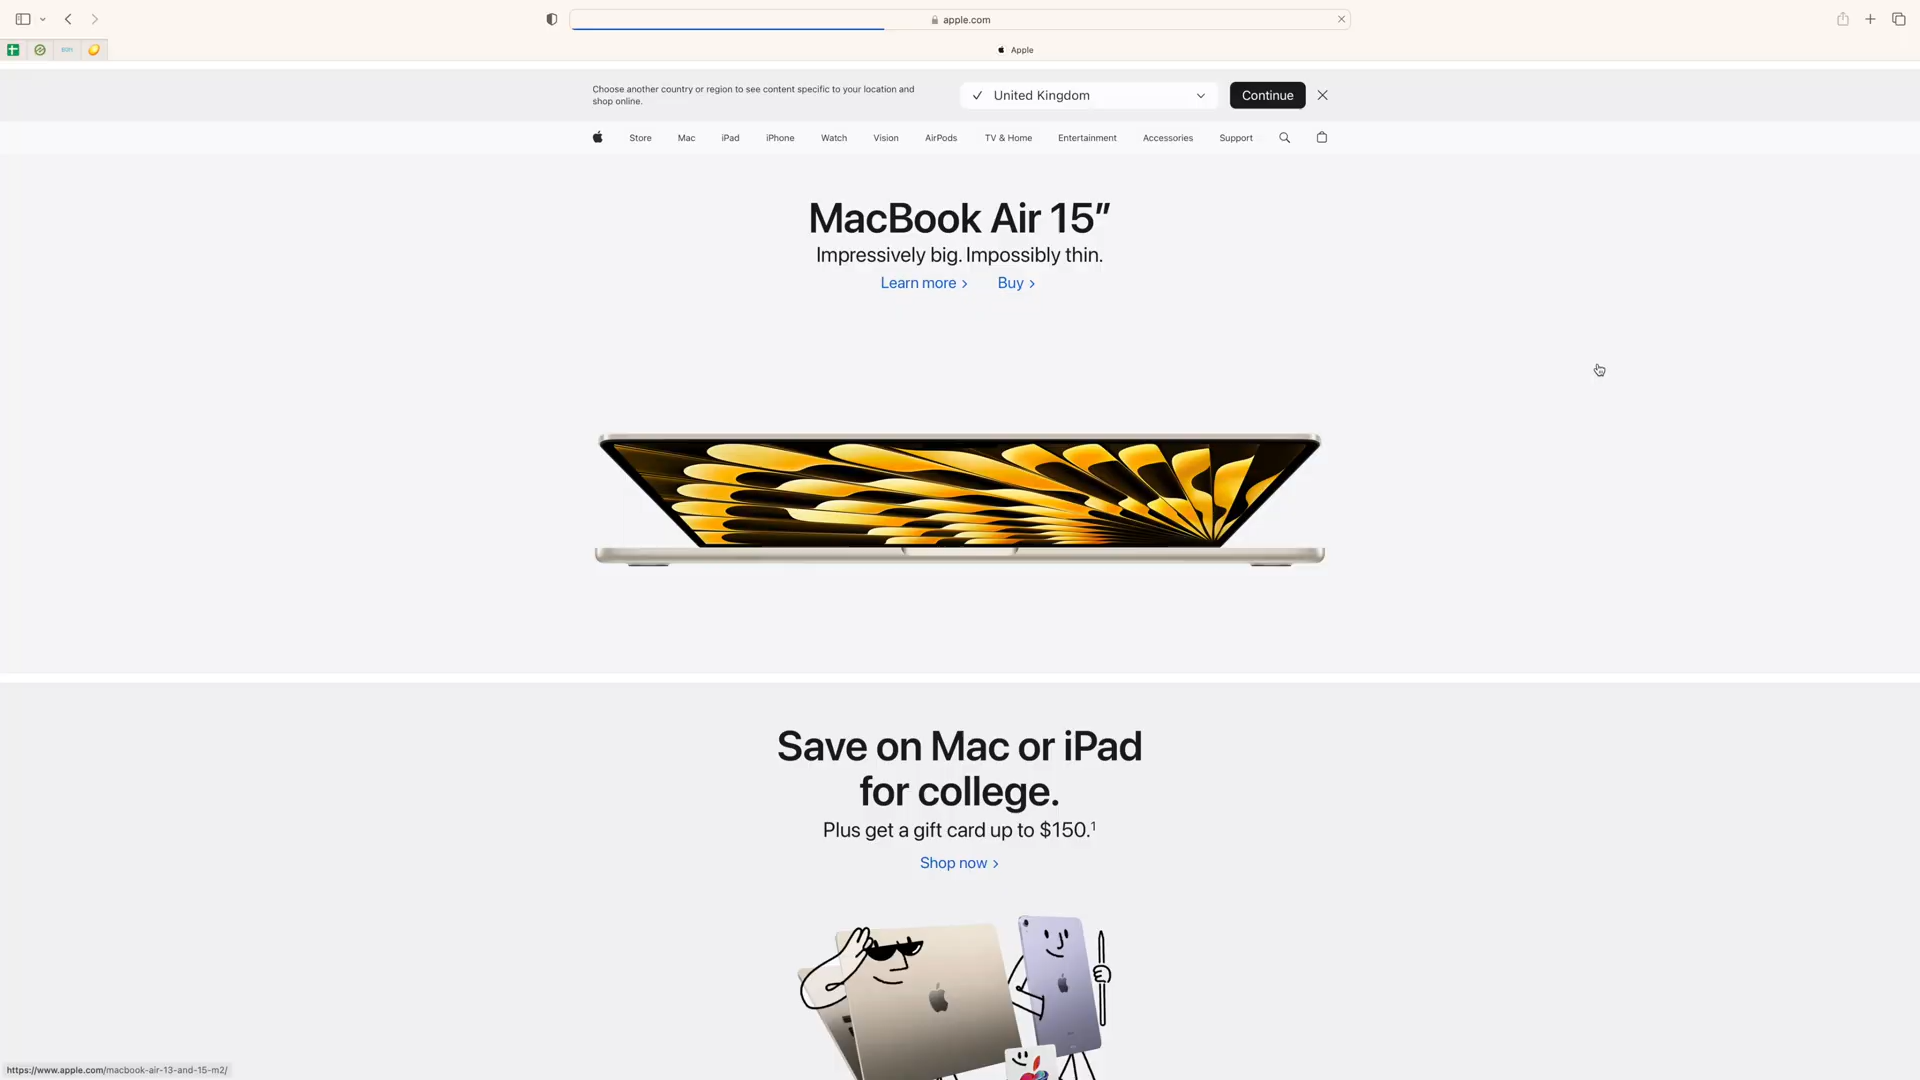 apple.com
Apple
Choose another country or region to see content specific to your location and
shop online.
United Kingdom
Continue
Store Mac iPad iPhone Watch Vision AirPods TV & Home Entertainment Accessories Support
MacBook Air 15”
Impressively big. Impossibly thin.
Learn more > Buy >
Save on Mac or iPad
for college.
Plus get a gift card up to $150.¹
Shop now >
https://www.apple.com/macbook-air-13-and-15-m2/